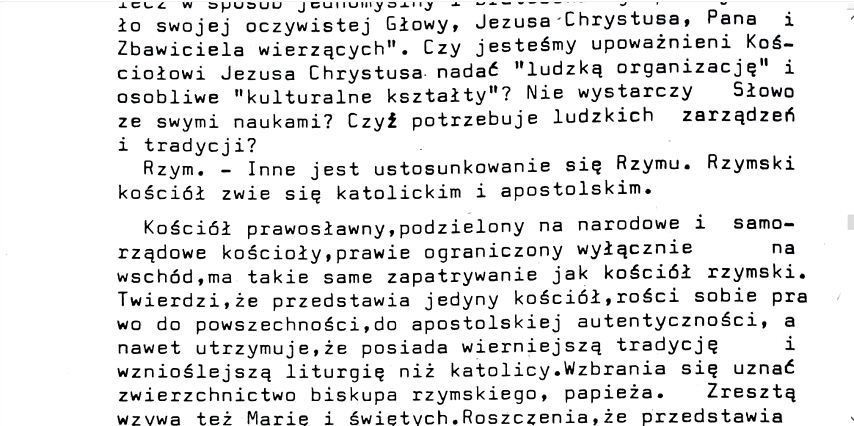 łecz w sposób jednomyślny i
ło swojej oczywistej Głowy, Jezusa Chrystusa, Pana i
Zbawiciela wierzących". Czy jesteśmy upoważnieni Koś-
ciołowi Jezusa Chrystusa nadać "ludzką organizację" i
osobliwe "kulturalne kształty"? Nie wystarczy Słowo
ze swymi naukami? Czyż potrzebuje ludzkich zarządzeń
i tradycji?
Rzym. - Inne jest ustosunkowanie się Rzymu. Rzymski
kościół zwie się katolickim i apostolskim.
Kościół prawosławny,podzielony na narodowe i samo-
rządowe kościoły,prawie ograniczony wyłącznie na
wschód,ma takie same zapatrywanie jak kościół rzymski.
Twierdzi,że przedstawia jedyny kościół,rości sobie pra
wo do powszechności,do apostolskiej autentyczności, a
nawet utrzymuje,że posiada wierniejszą tradycję i
wznioślejszą liturgię niż katolicy.Wzbrania się uznać
zwierzchnictwo biskupa rzymskiego, papieża. Zresztą
wzywa też Marię i świętych.Roszczenia,że przedstawia